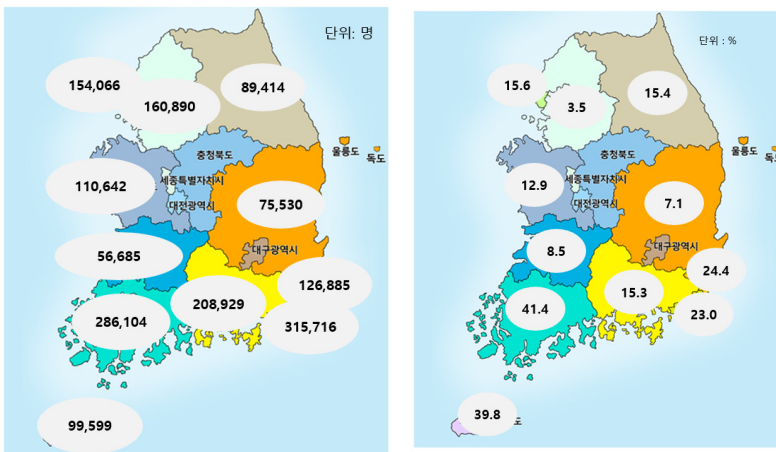 단위: 명
154,066
160,890
89,414
충청북도
울릉도
독도
세종특별자치시
110,642
대전광역시
75,530
56,685
대구광역시
126,885
208,929
286,104
315,716
99,599
단위 : %
15.6
3.5
15.4
충청북도
울릉도
세종특별자치시
12.9
대전광역시
7.1
8.5
대구광역시
24.4
15.3
41.4
23.0
39.8
도